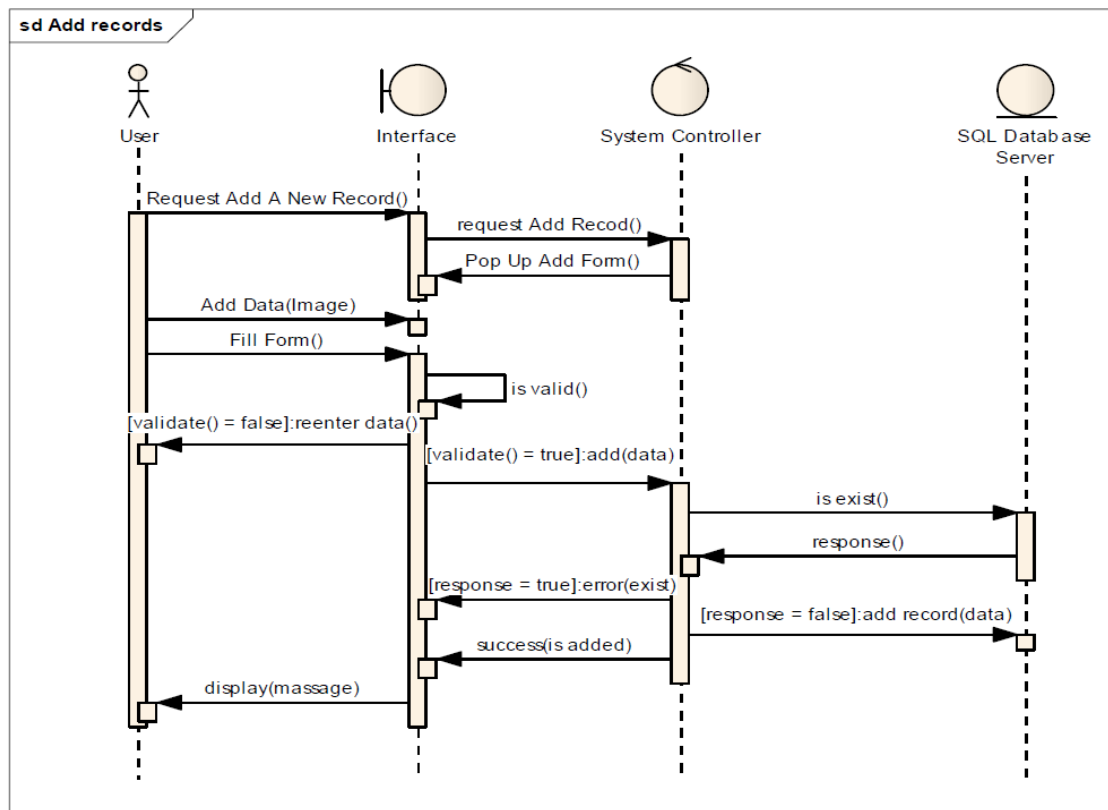 sd Add records
User
Interface
System Controller
SQL Database
Server
Request Add A New Record()
request Add Recod()
Pop Up Add Form()
Add Data(Image)
Fill Form()
is valid()
[validate() = false]:reenter data()
[validate() = true]:add(data)
is exist()
response()
[response = true]:error(exist)
[response = false]:add record(data)
success(is added)
display(massage)